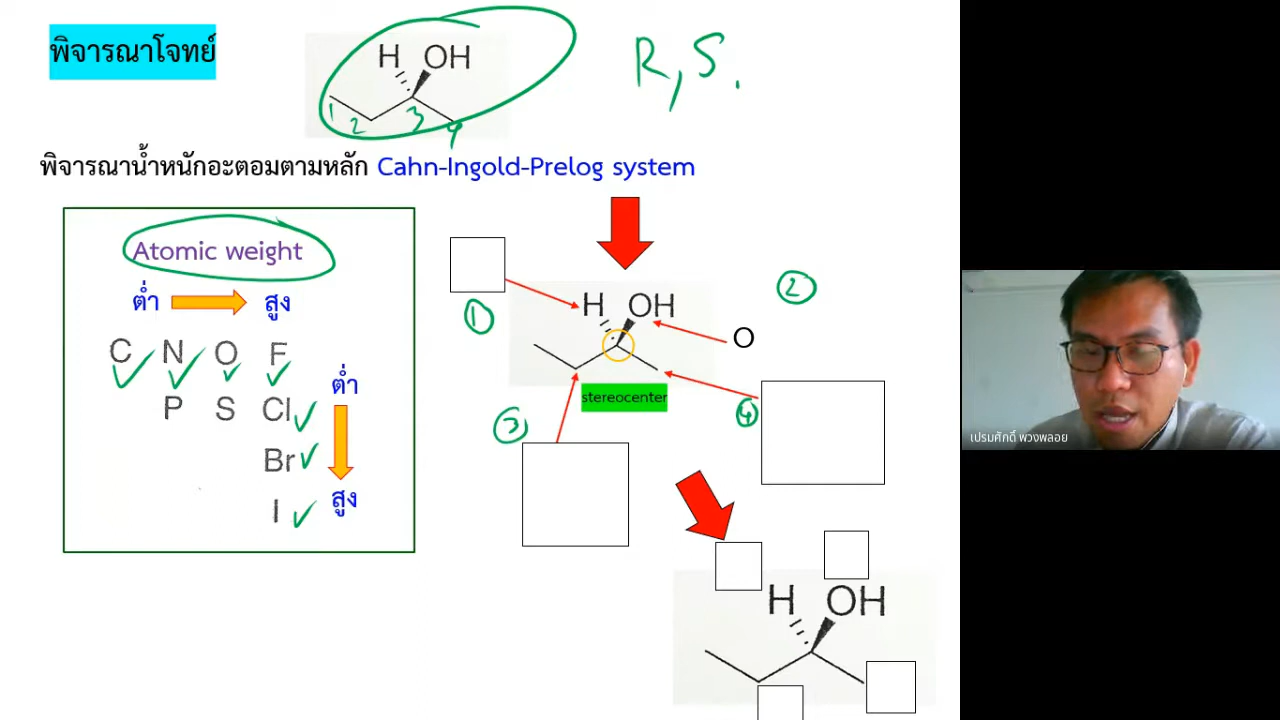 พิจารณาโจทย์
H OH
1 2 3 4
R, S.
พิจารณาน้ำหนักอะตอมตามหลัก Cahn-Ingold-Prelog system
Atomic weight
ต่ำ สูง
C N O F
P S Cl
Br
I
ต่ำ
สูง
1
H OH
2
O
stereocenter
3
4
H OH
เปรมศักดิ์ พวงพลอย